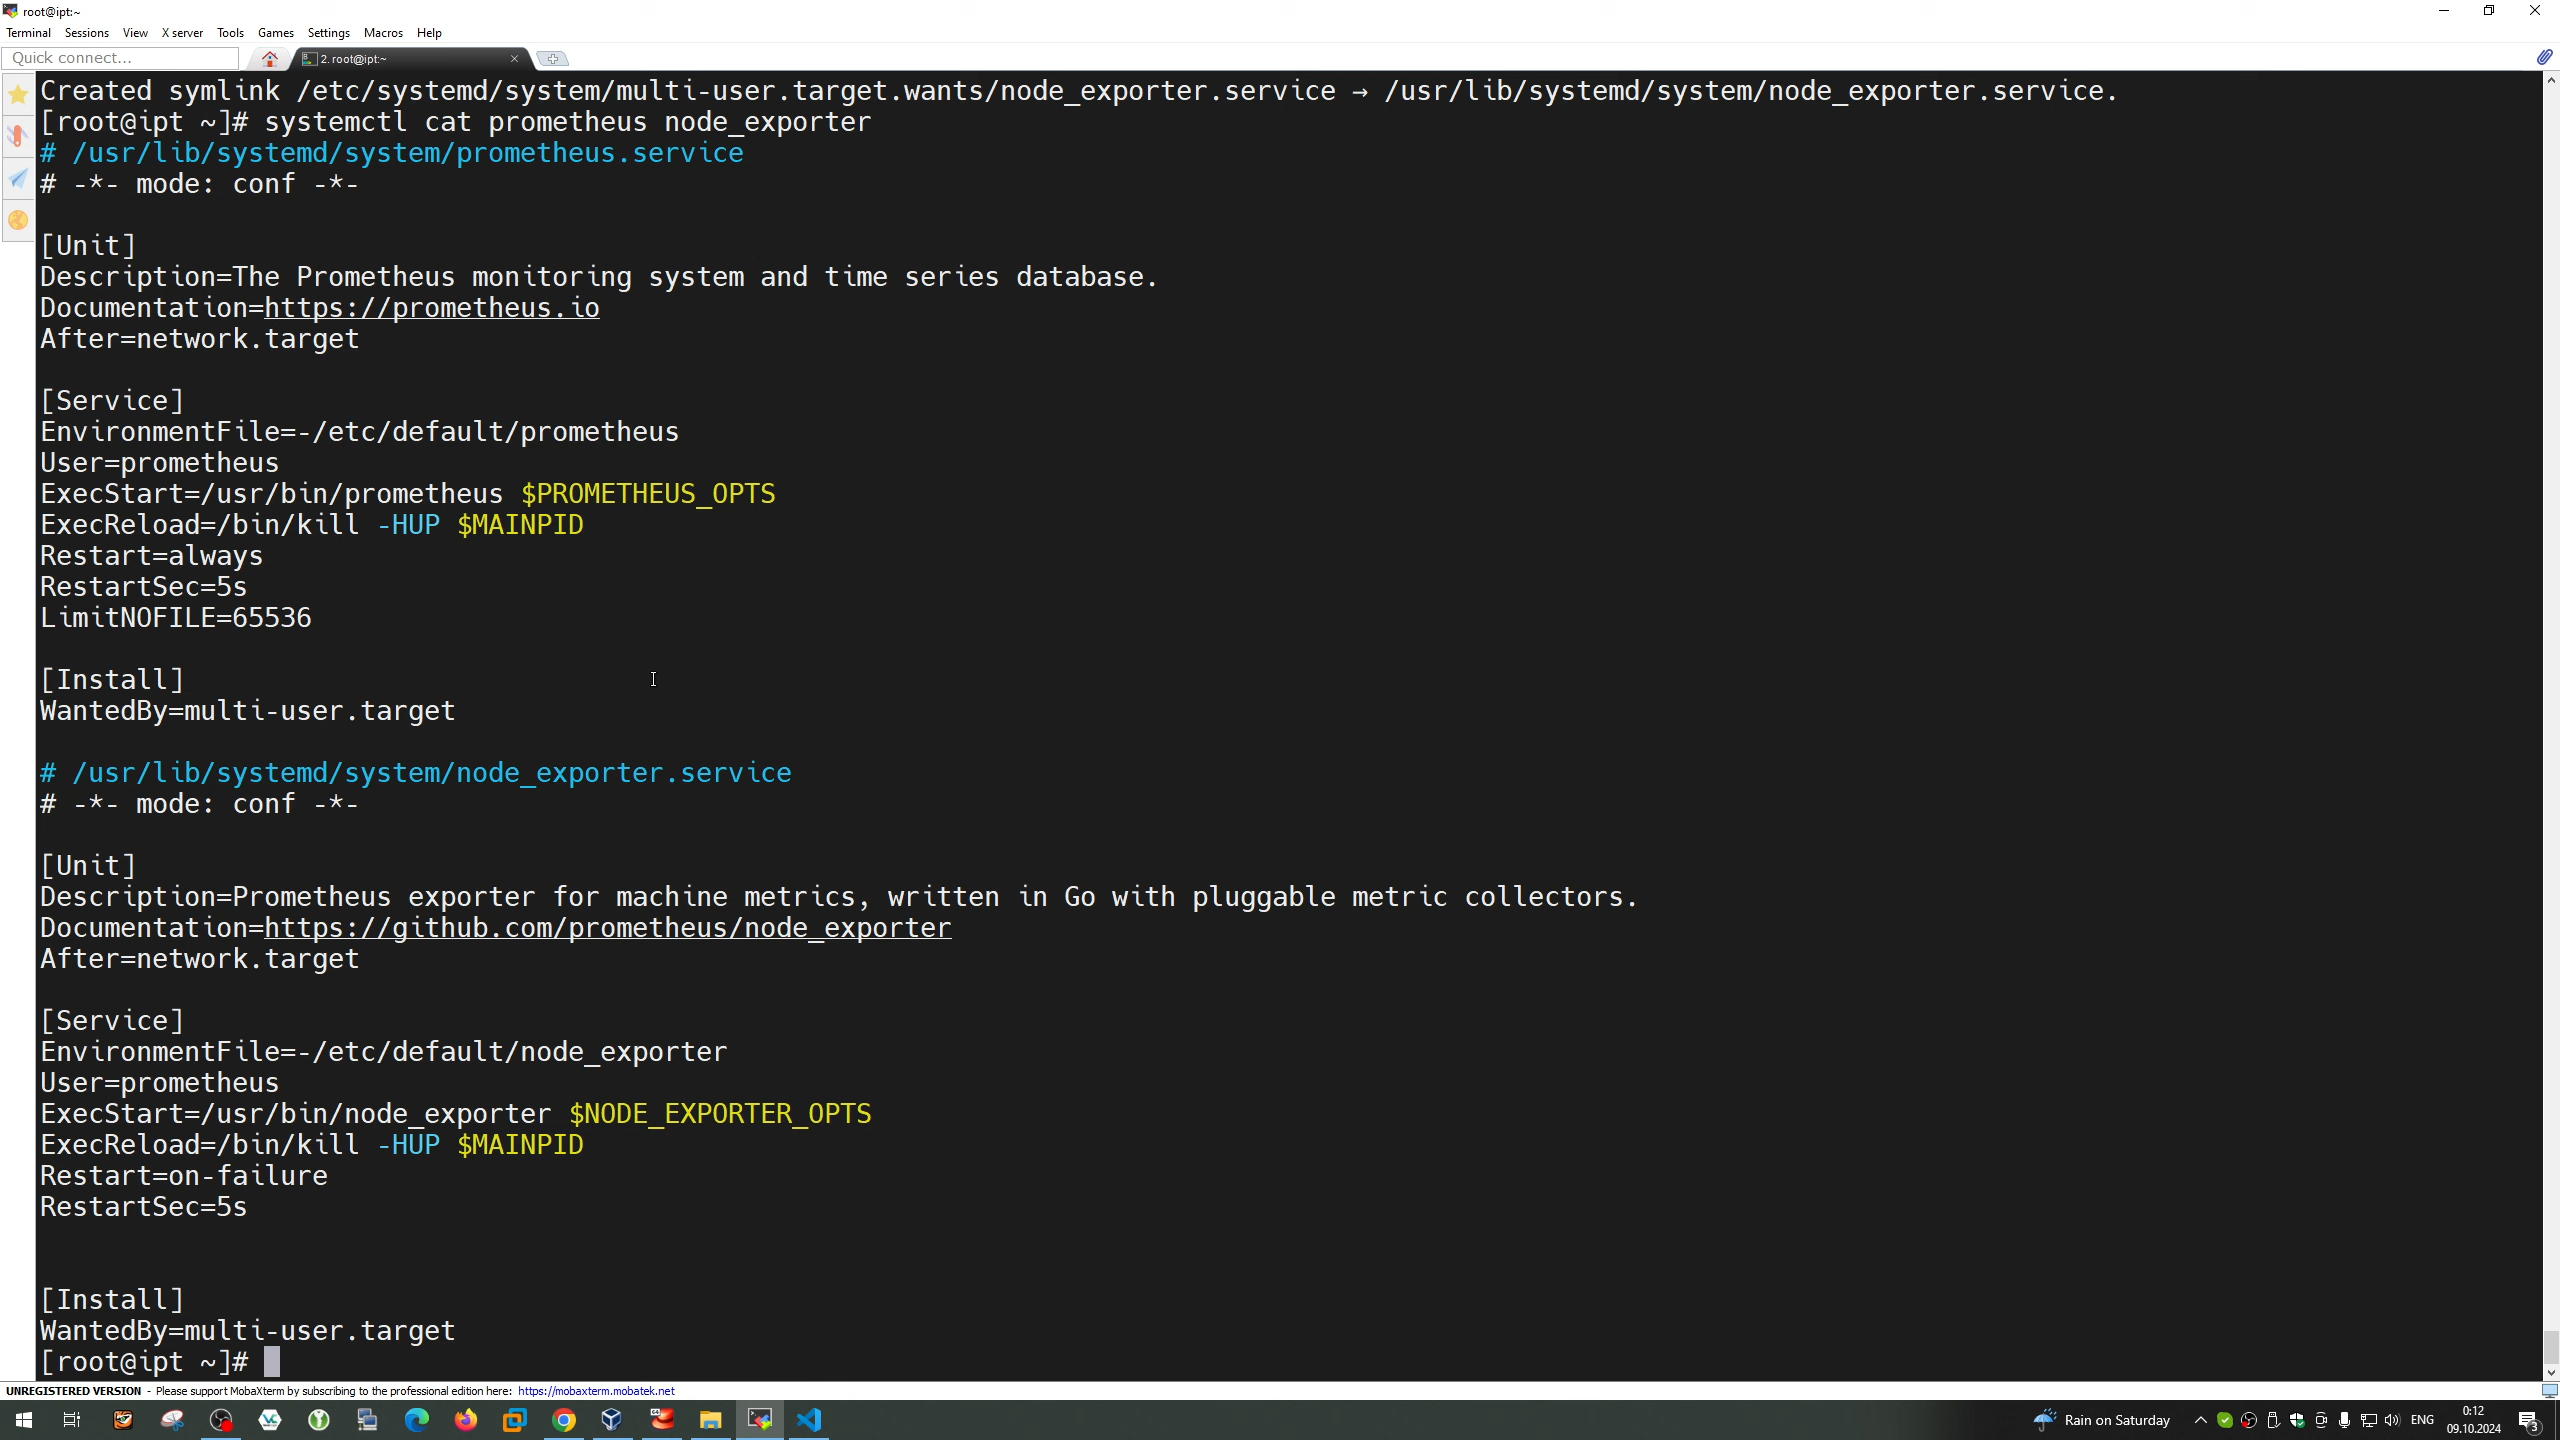 root@ipt:~
Terminal Sessions View X server Tools Games Settings Macros Help
Quick connect...
2. root@ipt:~
Created symlink /etc/systemd/system/multi-user.target.wants/node_exporter.service → /usr/lib/systemd/system/node_exporter.service.
[root@ipt ~]# systemctl cat prometheus node_exporter
# /usr/lib/systemd/system/prometheus.service
# -*- mode: conf -*-
[Unit]
Description=The Prometheus monitoring system and time series database.
Documentation=https://prometheus.io
After=network.target
[Service]
EnvironmentFile=-/etc/default/prometheus
User=prometheus
ExecStart=/usr/bin/prometheus $PROMETHEUS_OPTS
ExecReload=/bin/kill -HUP $MAINPID
Restart=always
RestartSec=5s
LimitNOFILE=65536
[Install]
WantedBy=multi-user.target
# /usr/lib/systemd/system/node_exporter.service
# -*- mode: conf -*-
[Unit]
Description=Prometheus exporter for machine metrics, written in Go with pluggable metric collectors.
Documentation=https://github.com/prometheus/node_exporter
After=network.target
[Service]
EnvironmentFile=-/etc/default/node_exporter
User=prometheus
ExecStart=/usr/bin/node_exporter $NODE_EXPORTER_OPTS
ExecReload=/bin/kill -HUP $MAINPID
Restart=on-failure
RestartSec=5s
[Install]
WantedBy=multi-user.target
[root@ipt ~]#
UNREGISTERED VERSION - Please support MobaXterm by subscribing to the professional edition here: https://mobaxterm.mobatek.net
Rain on Saturday
ENG
0:12
09.10.2024
3